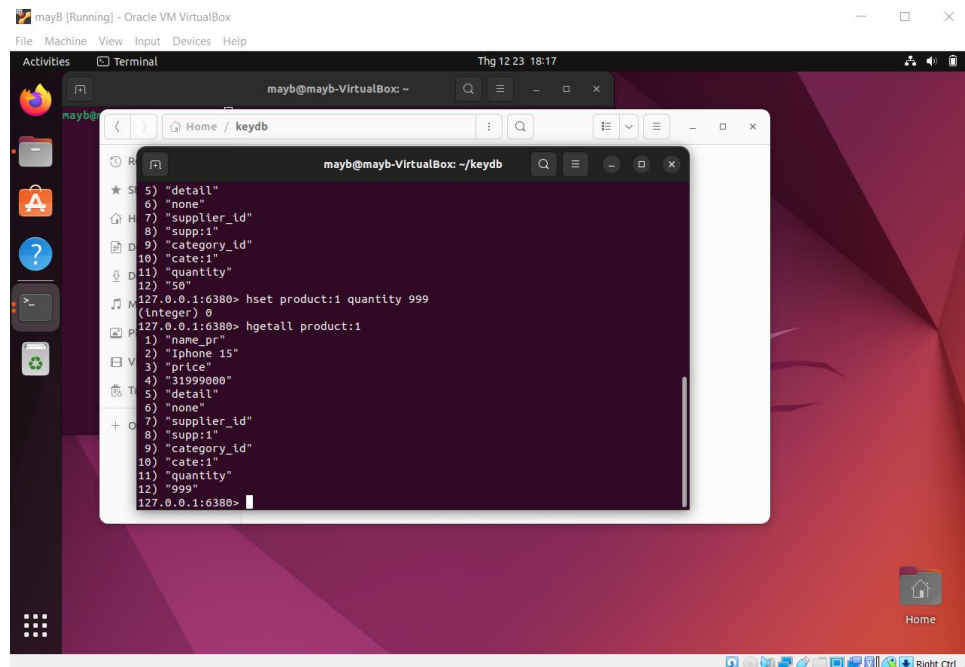 mayB [Running] - Oracle VM VirtualBox
File Machine View Input Devices Help
Activities Terminal Thg 12 23 18:17
mayb@mayb-VirtualBox: ~
Home / keydb
mayb@mayb-VirtualBox: ~/keydb
5) "detail"
6) "none"
7) "supplier_id"
8) "supp:1"
9) "category_id"
10) "cate:1"
11) "quantity"
12) "50"
127.0.0.1:6380> hset product:1 quantity 999
(integer) 0
127.0.0.1:6380> hgetall product:1
1) "name_pr"
2) "Iphone 15"
3) "price"
4) "31999000"
5) "detail"
6) "none"
7) "supplier_id"
8) "supp:1"
9) "category_id"
10) "cate:1"
11) "quantity"
12) "999"
127.0.0.1:6380>
Home
Right Ctrl